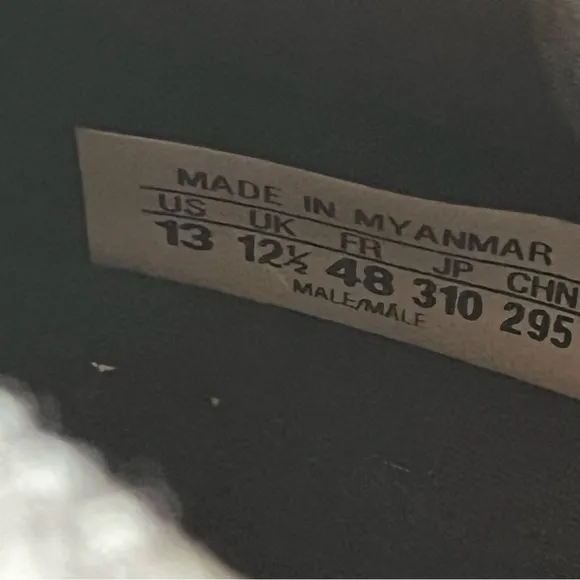 MADE IN MYANMAR
US UK FR JP CHN
13 12½ 48 310 295
MALE/MALE